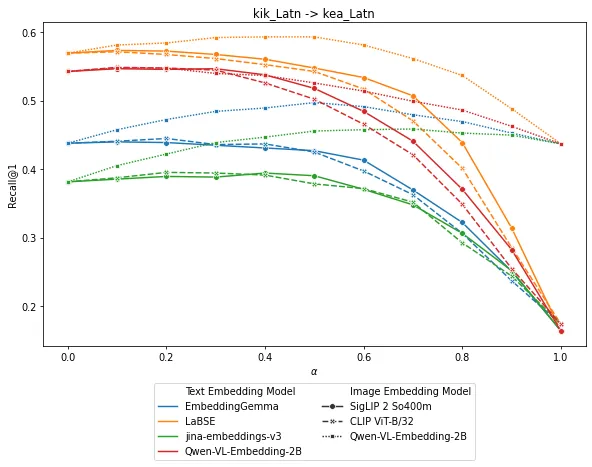 kik_Latn -> kea_Latn
0.6
0.5
0.4
0.3
0.2
Recall@1
0.0 0.2 0.4 0.6 0.8 1.0
α
Text Embedding Model Image Embedding Model
EmbeddingGemma SigLIP 2 So400m
LaBSE CLIP ViT-B/32
jina-embeddings-v3 Qwen-VL-Embedding-2B
Qwen-VL-Embedding-2B